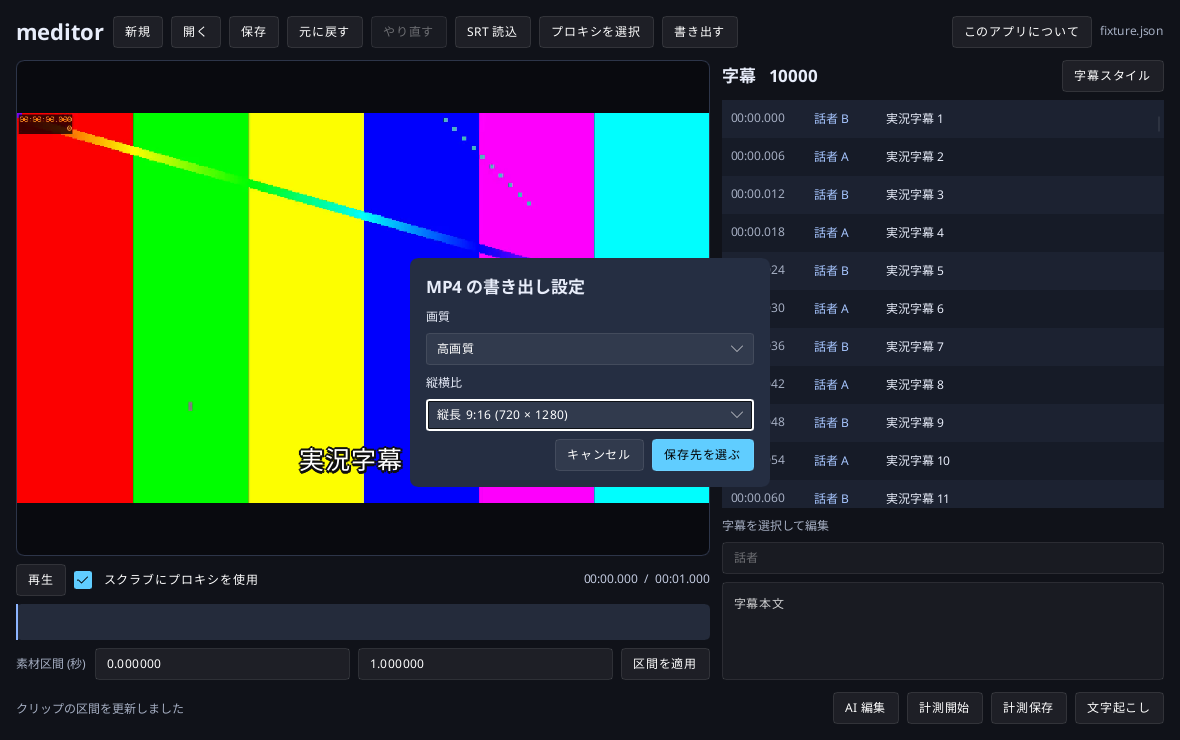 meditor 新規 開く 保存 元に戻す やり直す SRT 読込 プロキシを選択 書き出す このアプリについて fixture.json
字幕 10000 字幕スタイル
00:00:00.000
0
00:00.000 話者 B 実況字幕 1
00:00.006 話者 A 実況字幕 2
00:00.012 話者 B 実況字幕 3
00:00.018 話者 A 実況字幕 4
24 話者 B 実況字幕 5
30 話者 A 実況字幕 6
36 話者 B 実況字幕 7
42 話者 A 実況字幕 8
48 話者 B 実況字幕 9
54 話者 A 実況字幕 10
00:00.060 話者 B 実況字幕 11
実況字幕
MP4 の書き出し設定
画質
高画質
縦横比
縦長 9:16 (720 × 1280)
キャンセル 保存先を選ぶ
字幕を選択して編集
話者
字幕本文
再生 スクラブにプロキシを使用 00:00.000 / 00:01.000
素材区間 (秒) 0.000000 1.000000 区間を適用
クリップの区間を更新しました AI 編集 計測開始 計測保存 文字起こし